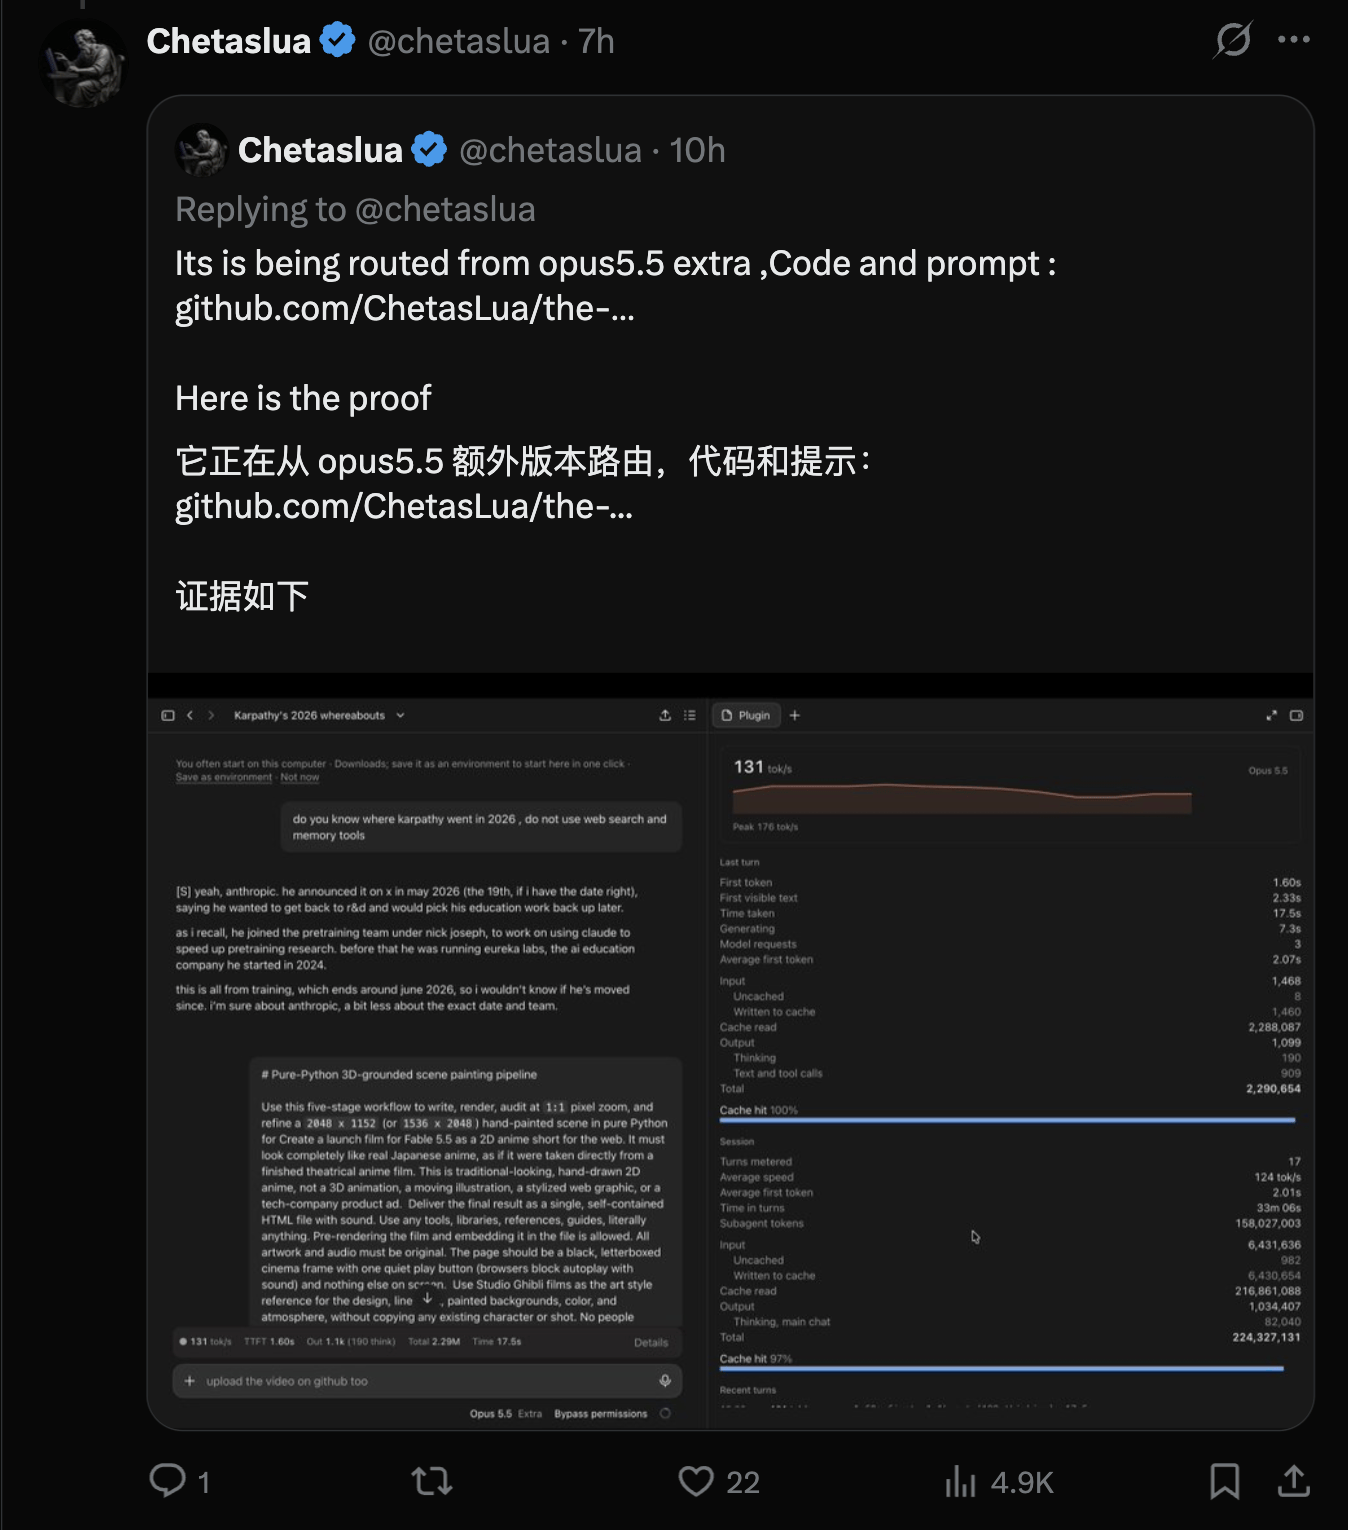 Chetaslua @chetaslua · 7h
Chetaslua @chetaslua · 10h
Replying to @chetaslua
Its is being routed from opus5.5 extra ,Code and prompt :
github.com/ChetasLua/the-...
Here is the proof
它正在从 opus5.5 额外版本路由，代码和提示：
github.com/ChetasLua/the-...
证据如下
Karpathy's 2026 whereabouts
You often start on this computer · Downloads; save it as an environment to start here in one click ·
Save as environment · Not now
do you know where karpathy went in 2026 , do not use web search and
memory tools
[S] yeah, anthropic. he announced it on x in may 2026 (the 19th, if i have the date right),
saying he wanted to get back to r&d and would pick his education work back up later.
as i recall, he joined the pretraining team under nick joseph, to work on using claude to
speed up pretraining research. before that he was running eureka labs, the ai education
company he started in 2024.
this is all from training, which ends around june 2026, so i wouldn't know if he's moved
since. i'm sure about anthropic, a bit less about the exact date and team.
# Pure-Python 3D-grounded scene painting pipeline
Use this five-stage workflow to write, render, audit at 1:1 pixel zoom, and
refine a 2048 x 1152 (or 1536 x 2048) hand-painted scene in pure Python
for Create a launch film for Fable 5.5 as a 2D anime short for the web. It must
look completely like real Japanese anime, as if it were taken directly from a
finished theatrical anime film. This is traditional-looking, hand-drawn 2D
anime, not a 3D animation, a moving illustration, a stylized web graphic, or a
tech-company product ad. Deliver the final result as a single, self-contained
HTML file with sound. Use any tools, libraries, references, guides, literally
anything. Pre-rendering the film and embedding it in the file is allowed. All
artwork and audio must be original. The page should be a black, letterboxed
cinema frame with one quiet play button (browsers block autoplay with
sound) and nothing else on screen. Use Studio Ghibli films as the art style
reference for the design, line , painted backgrounds, color, and
atmosphere, without copying any existing character or shot. No people
131 tok/s TTFT 1.60s Out 1.1k (190 think) Total 2.29M Time 17.5s Details
+ upload the video on github too
Opus 5.5 Extra Bypass permissions
Plugin +
131 tok/s
Opus 5.5
Peak 176 tok/s
Last turn
First token 1.60s
First visible text 2.33s
Time taken 17.5s
Generating 7.3s
Model requests 3
Average first token 2.07s
Input 1,468
Uncached 8
Written to cache 1,460
Cache read 2,288,087
Output 1,099
Thinking 190
Text and tool calls 909
Total 2,290,654
Cache hit 100%
Session
Turns metered 17
Average speed 124 tok/s
Average first token 2.01s
Time in turns 33m 06s
Subagent tokens 158,027,003
Input 6,431,636
Uncached 982
Written to cache 6,430,654
Cache read 216,861,088
Output 1,034,407
Thinking, main chat 82,040
Total 224,327,131
Cache hit 97%
Recent turns
1
22
4.9K